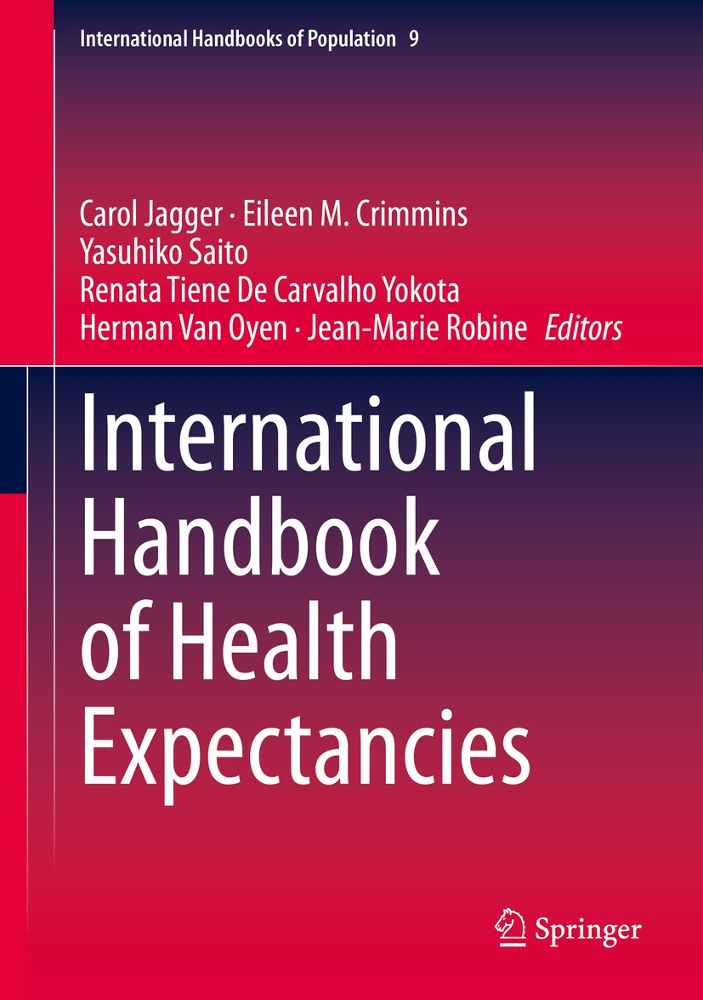 International Handbooks of Population 9
Carol Jagger · Eileen M. Crimmins
Yasuhiko Saito
Renata Tiene De Carvalho Yokota
Herman Van Oyen · Jean-Marie Robine Editors
International
Handbook
of Health
Expectancies
Springer